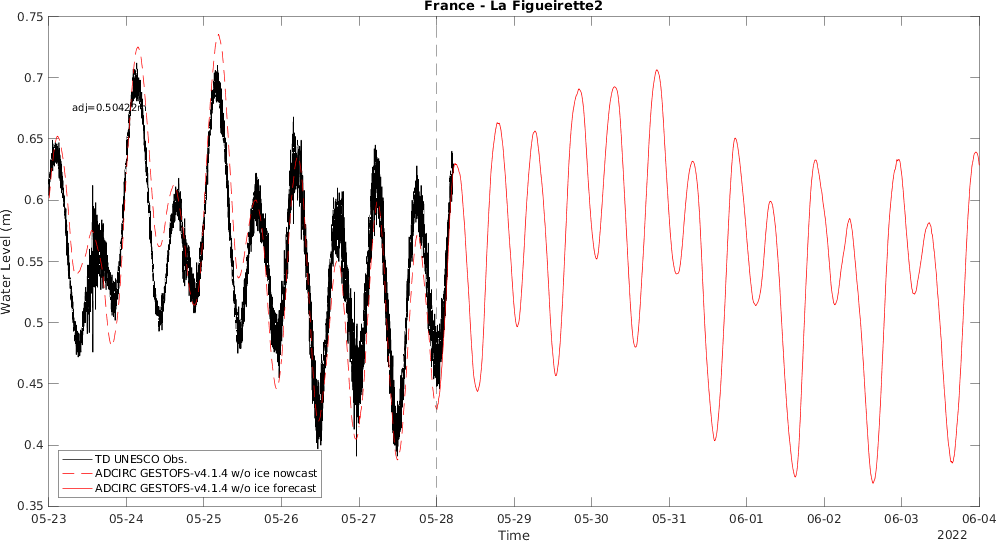 France - La Figueirette2
0.75
0.7
0.65
0.6
0.55
0.5
0.45
0.4
0.35
Water Level (m)
adj=0.50422m
TD UNESCO Obs.
ADCIRC GESTOFS-v4.1.4 w/o ice nowcast
ADCIRC GESTOFS-v4.1.4 w/o ice forecast
05-23 05-24 05-25 05-26 05-27 05-28 05-29 05-30 05-31 06-01 06-02 06-03 06-04
Time
2022